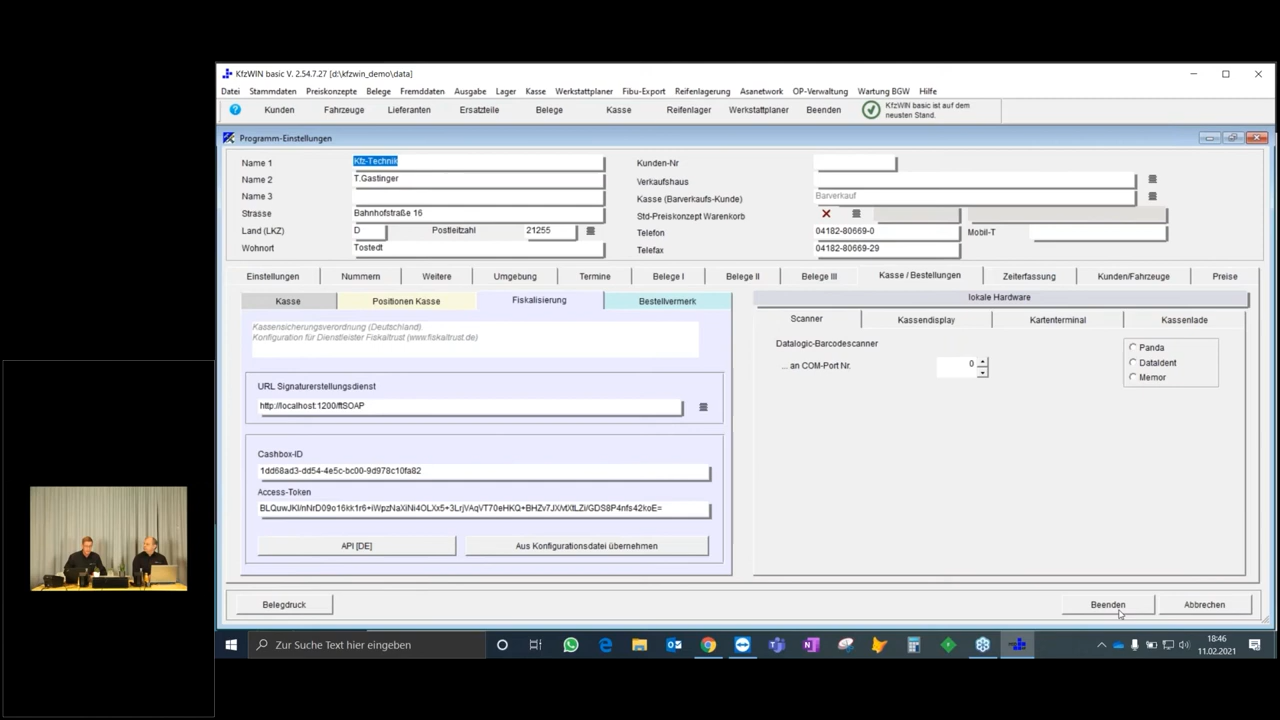 KfzWIN basic V. 2.54.7.27 [d:\kfzwin_demo\data]
Datei Stammdaten Preiskonzepte Belege Fremddaten Ausgabe Lager Kasse Werkstattplaner Fibu-Export Reifenlagerung Asanetwork OP-Verwaltung Wartung BGW Hilfe
Kunden Fahrzeuge Lieferanten Ersatzteile Belege Kasse Reifenlager Werkstattplaner Beenden
KfzWIN basic ist auf dem
neusten Stand.
Programm-Einstellungen
Name 1 Kfz-Technik Kunden-Nr
Name 2 T.Gastinger Verkaufshaus
Name 3 Kasse (Barverkaufs-Kunde) Barverkauf
Strasse Bahnhofstraße 16 Std-Preiskonzept Warenkorb
Land (LKZ) D Postleitzahl 21255 Telefon 04182-80669-0 Mobil-T
Wohnort Tostedt Telefax 04182-80669-29
Einstellungen Nummern Weitere Umgebung Termine Belege I Belege II Belege III Kasse / Bestellungen Zeiterfassung Kunden/Fahrzeuge Preise
Kasse Positionen Kasse Fiskalisierung Bestellvermerk
lokale Hardware
Scanner Kassendisplay Kartenterminal Kassenlade
Kassensicherungsverordnung (Deutschland)
Konfiguration für Dienstleister Fiskaltrust (www.fiskaltrust.de)
Datalogic-Barcodescanner
... an COM-Port Nr. 0
Panda
DataIdent
Memor
URL Signaturerstellungsdienst
http://localhost:1200/ftSOAP
Cashbox-ID
1dd68ad3-dd54-4e5c-bc00-9d978c10fa82
Access-Token
API [DE] Aus Konfigurationsdatei übernehmen
Belegdruck Beenden Abbrechen
Zur Suche Text hier eingeben
18:46
11.02.2021